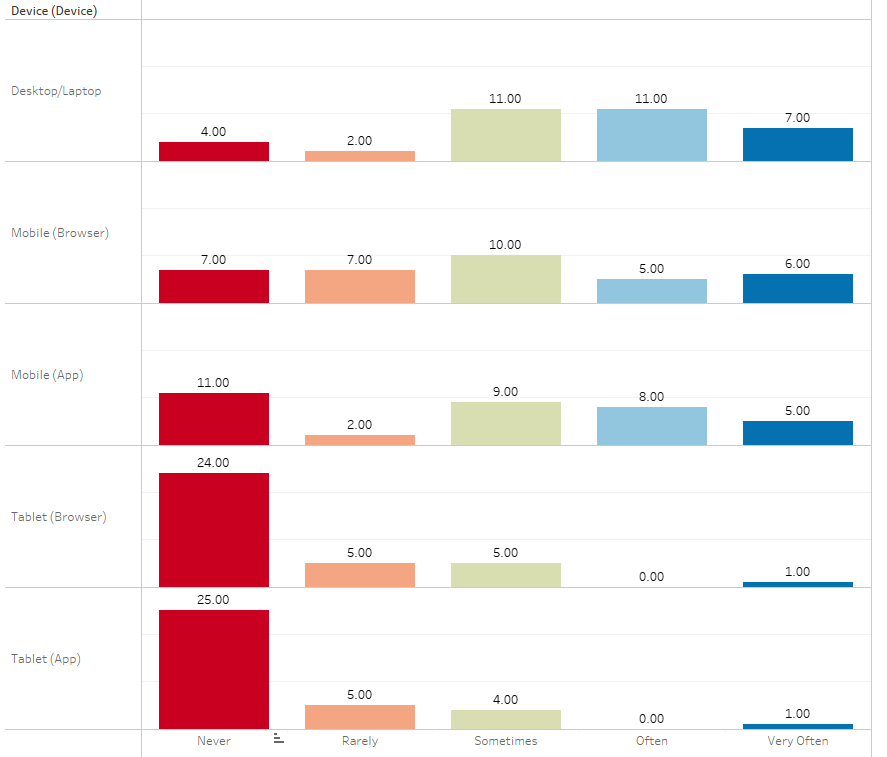 Device (Device)
Desktop/Laptop
4.00 2.00 11.00 11.00 7.00
Mobile (Browser)
7.00 7.00 10.00 5.00 6.00
Mobile (App)
11.00 2.00 9.00 8.00 5.00
Tablet (Browser)
24.00 5.00 5.00 0.00 1.00
Tablet (App)
25.00 5.00 4.00 0.00 1.00
Never Rarely Sometimes Often Very Often